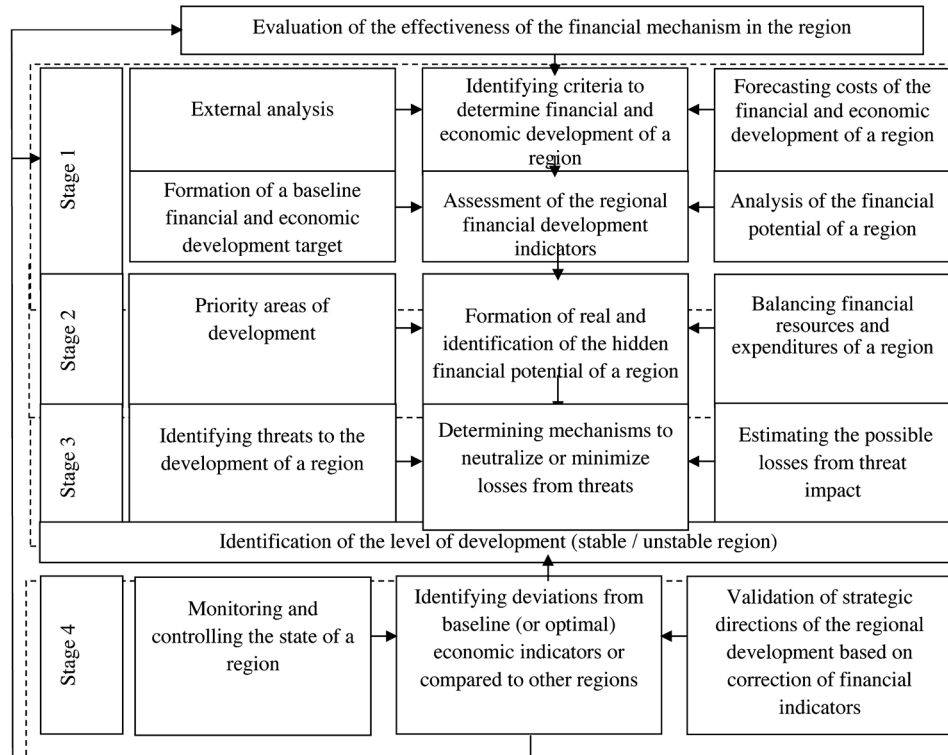 Evaluation of the effectiveness of the financial mechanism in the region
Stage 1
External analysis
Identifying criteria to
determine financial and
economic development of a
region
Forecasting costs of the
financial and economic
development of a region
Formation of a baseline
financial and economic
development target
Assessment of the regional
financial development
indicators
Analysis of the financial
potential of a region
Stage 2
Priority areas of
development
Formation of real and
identification of the hidden
financial potential of a region
Balancing financial
resources and
expenditures of a region
Stage 3
Identifying threats to the
development of a region
Determining mechanisms to
neutralize or minimize
losses from threats
Estimating the possible
losses from threat
impact
Identification of the level of development (stable / unstable region)
Stage 4
Monitoring and
controlling the state of a
region
Identifying deviations from
baseline (or optimal)
economic indicators or
compared to other regions
Validation of strategic
directions of the regional
development based on
correction of financial
indicators